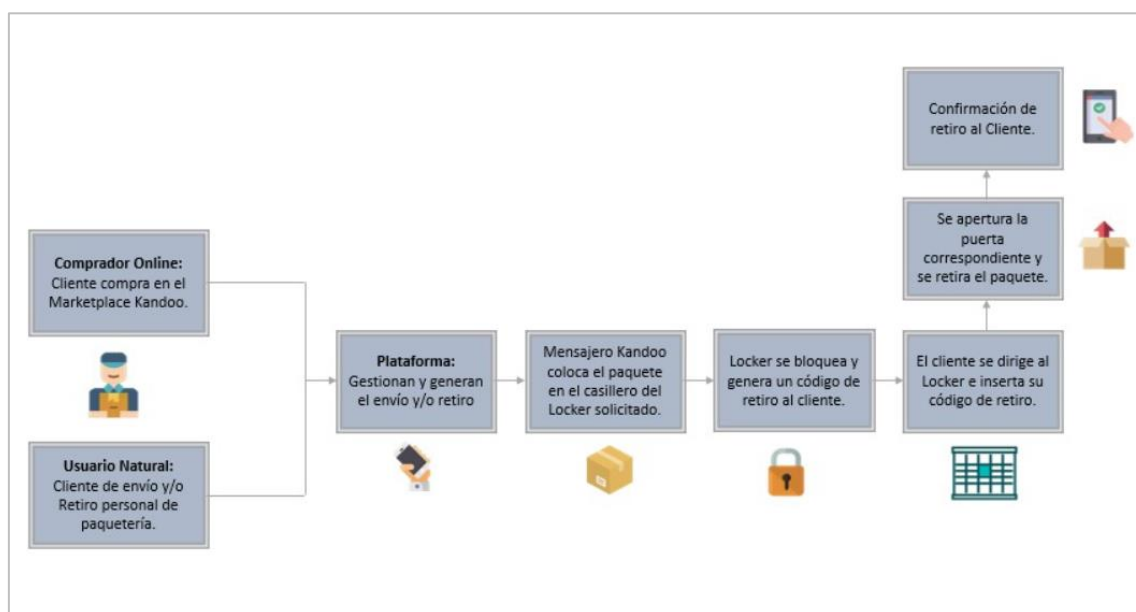 Comprador Online:
Cliente compra en el
Marketplace Kandoo.
Usuario Natural:
Cliente de envío y/o
Retiro personal de
paquetería.
Plataforma:
Gestionan y generan
el envío y/o retiro
Mensajero Kandoo
coloca el paquete
en el casillero del
Locker solicitado.
Locker se bloquea y
genera un código de
retiro al cliente.
El cliente se dirige al
Locker e inserta su
código de retiro.
Se apertura la
puerta
correspondiente y
se retira el paquete.
Confirmación de
retiro al Cliente.